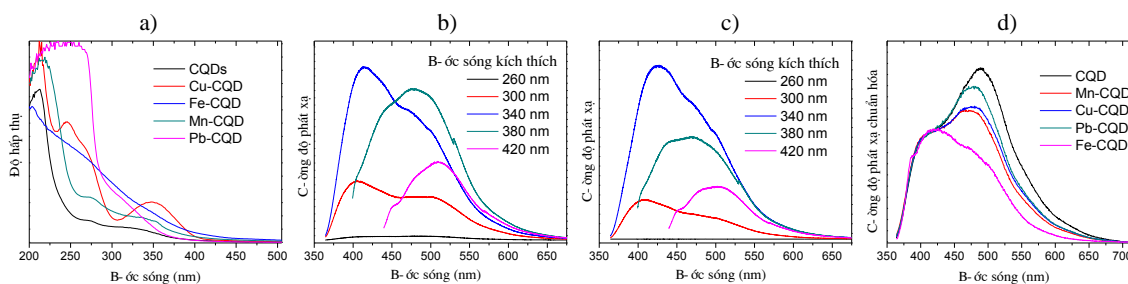 a)
b)
c)
d)
Độ hấp thụ
CQDs
Cu-CQD
Fe-CQD
Mn-CQD
Pb-CQD
200 250 300 350 400 450 500
B- ớc sóng (nm)
C- ờng độ phát xạ
B- ớc sóng kích thích
260 nm
300 nm
340 nm
380 nm
420 nm
350 400 450 500 550 600 650
B- ớc sóng (nm)
C- ờng độ phát xạ
B- ớc sóng kích thích
260 nm
300 nm
340 nm
380 nm
420 nm
350 400 450 500 550 600 650
B- ớc sóng (nm)
C- ờng độ phát xạ chuẩn hóa
CQD
Mn-CQD
Cu-CQD
Pb-CQD
Fe-CQD
350 400 450 500 550 600 650 700
B- ớc sóng (nm)